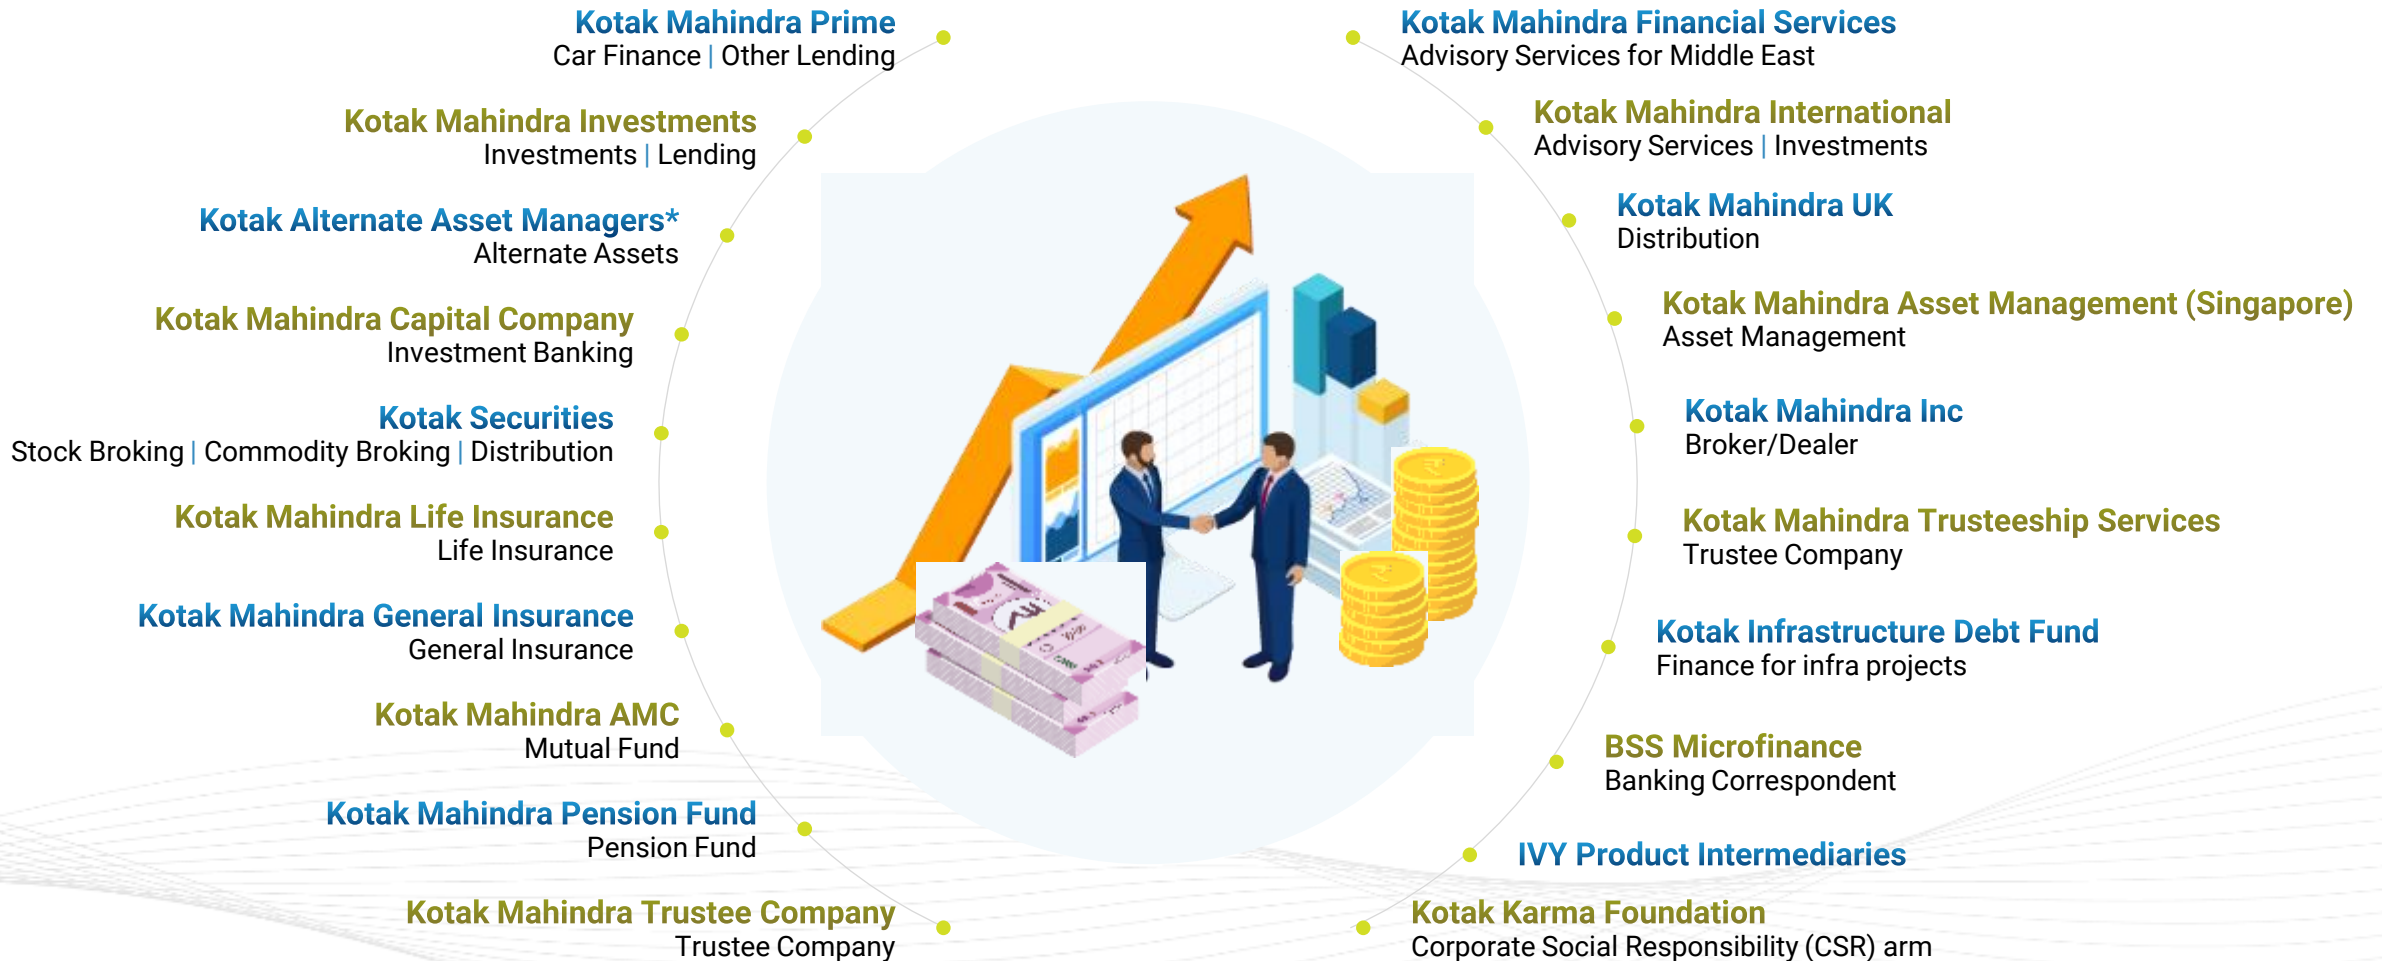 Kotak Mahindra Prime
Car Finance | Other Lending
Kotak Mahindra Investments
Investments | Lending
Kotak Alternate Asset Managers*
Alternate Assets
Kotak Mahindra Capital Company
Investment Banking
Kotak Securities
Stock Broking | Commodity Broking | Distribution
Kotak Mahindra Life Insurance
Life Insurance
Kotak Mahindra General Insurance
General Insurance
Kotak Mahindra AMC
Mutual Fund
Kotak Mahindra Pension Fund
Pension Fund
Kotak Mahindra Trustee Company
Trustee Company
Kotak Mahindra Financial Services
Advisory Services for Middle East
Kotak Mahindra International
Advisory Services | Investments
Kotak Mahindra UK
Distribution
Kotak Mahindra Asset Management (Singapore)
Asset Management
Kotak Mahindra Inc
Broker/Dealer
Kotak Mahindra Trusteeship Services
Trustee Company
Kotak Infrastructure Debt Fund
Finance for infra projects
BSS Microfinance
Banking Correspondent
IVY Product Intermediaries
Kotak Karma Foundation
Corporate Social Responsibility (CSR) arm